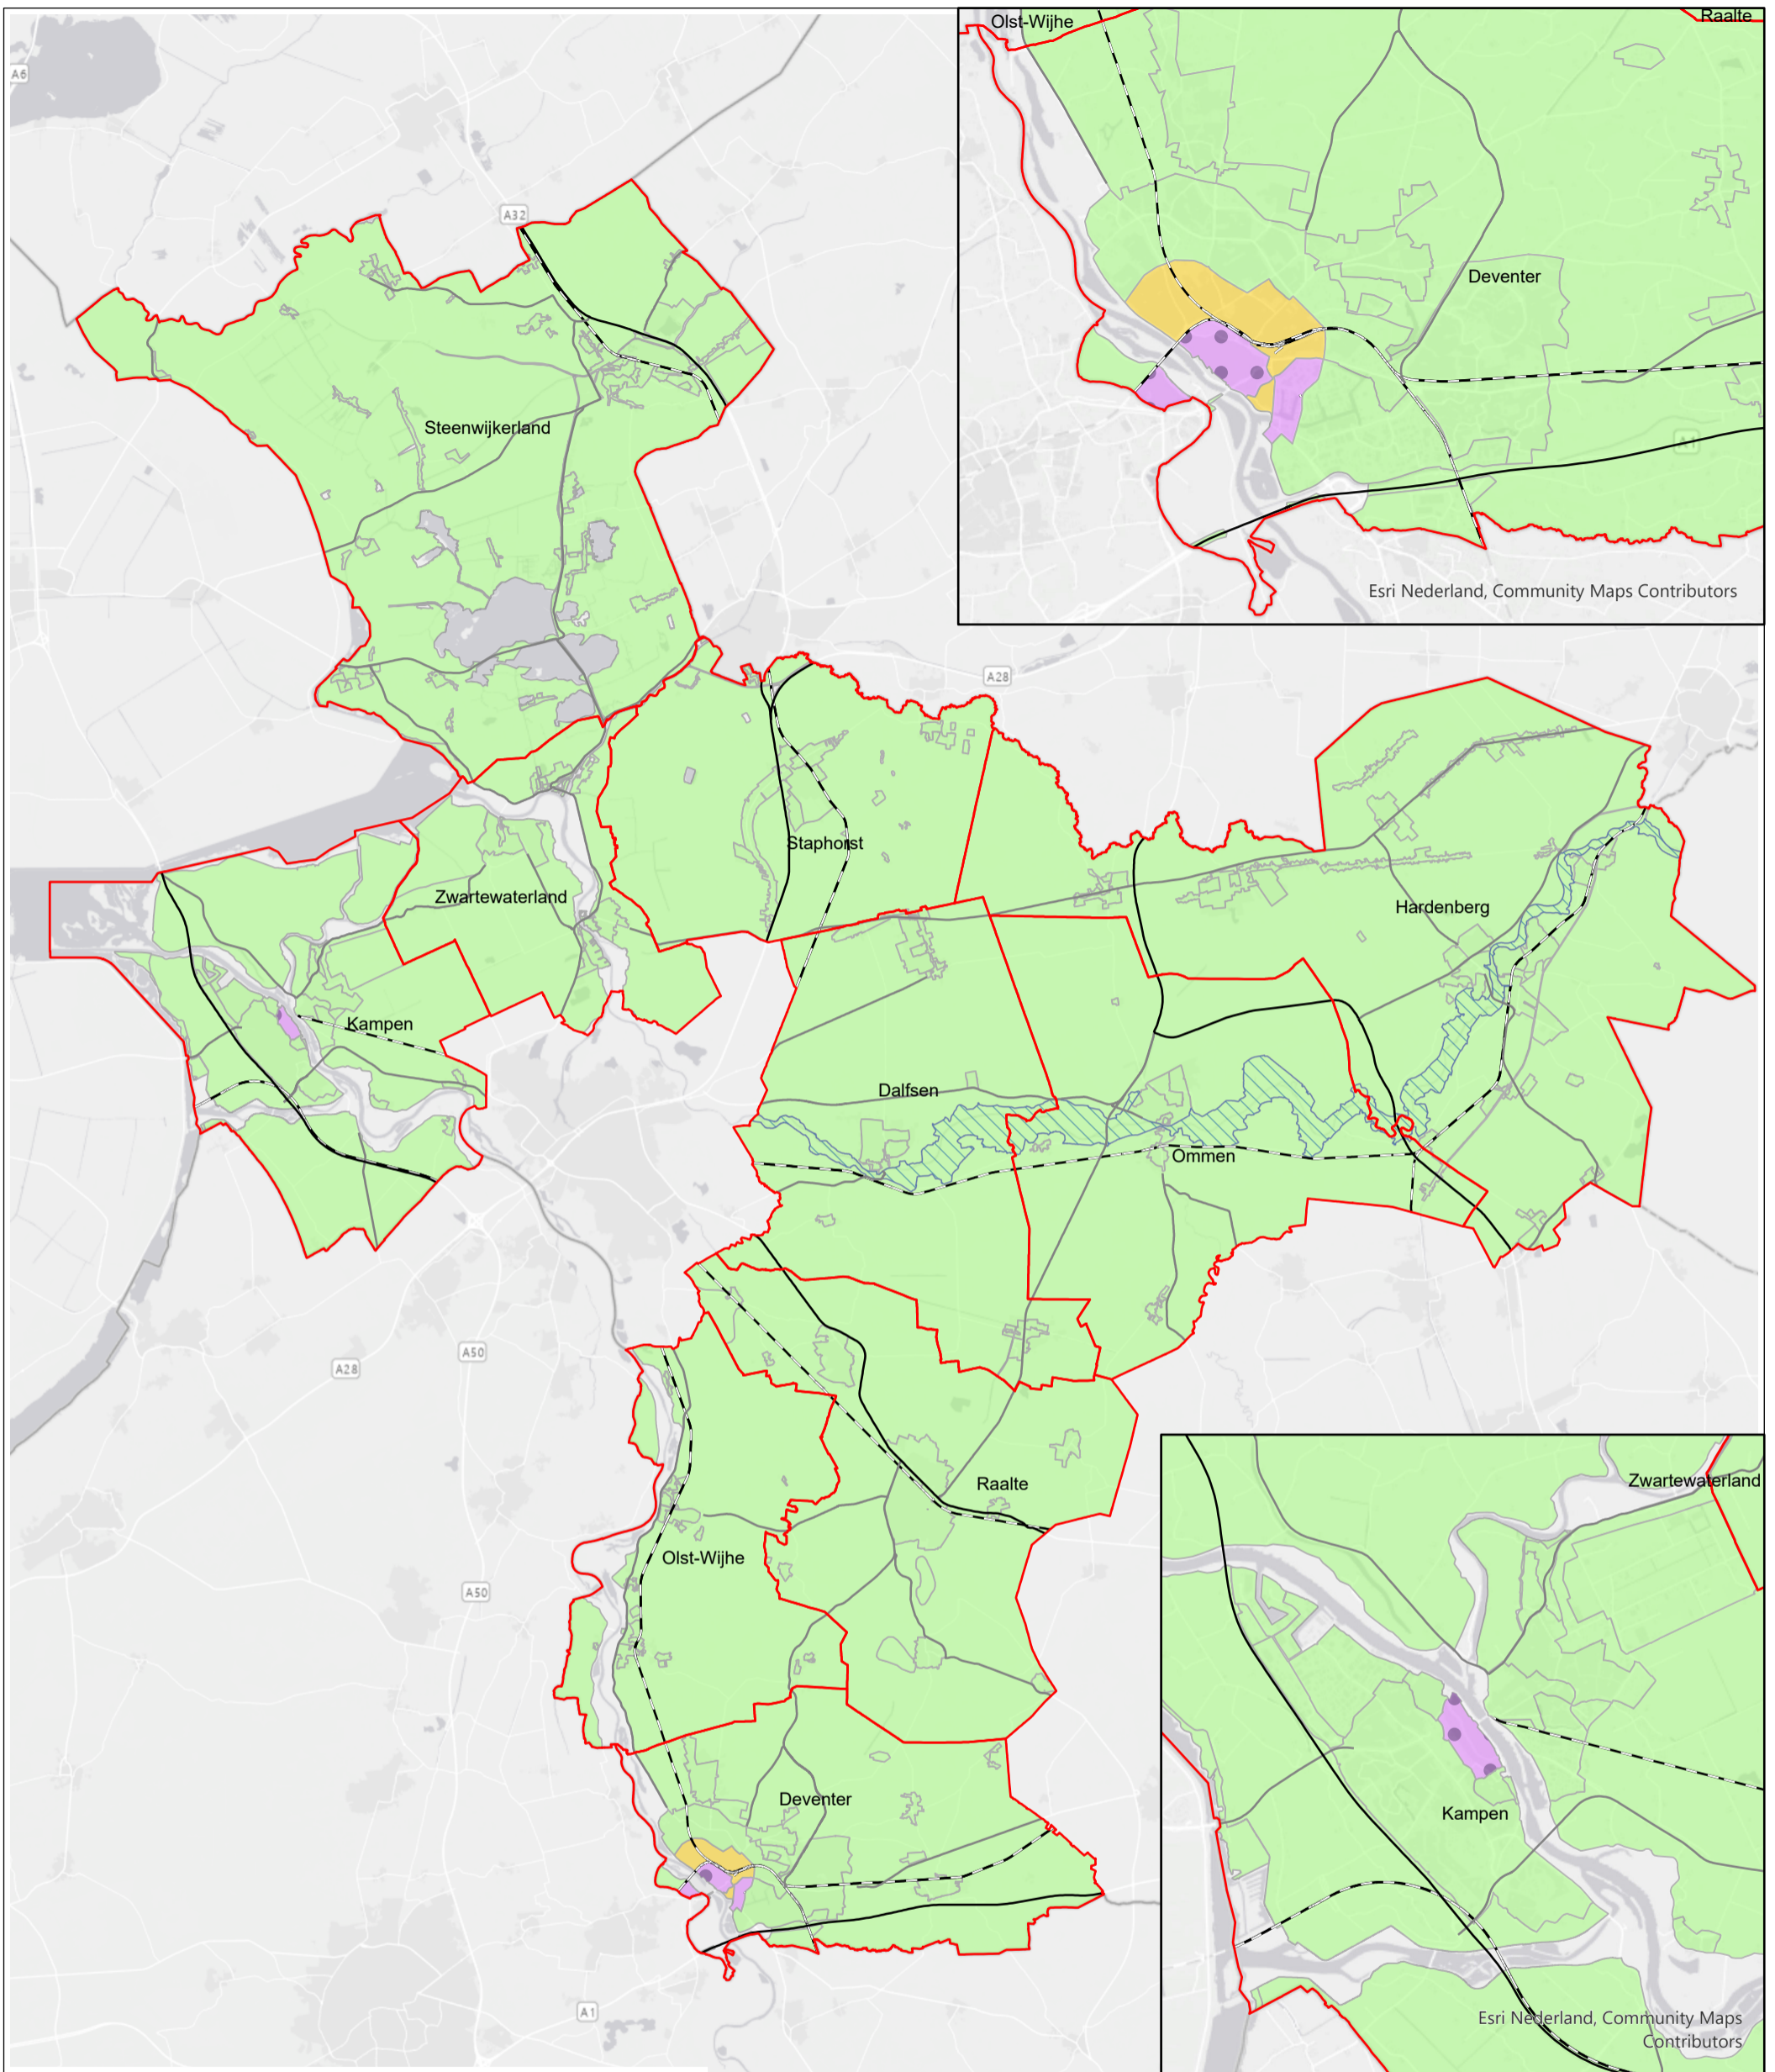 Olst-Wijhe
Raalte
A6
A32
Deventer
A1
Steenwijkerland
Esri Nederland, Community Maps Contributors
A28
Staphorst
Zwartewaterland
Hardenberg
Kampen
Dalfsen
Ommen
A50
A28
Raalte
Zwartewaterland
Olst-Wijhe
A50
Deventer
Kampen
A1
Esri Nederland, Community Maps
Contributors